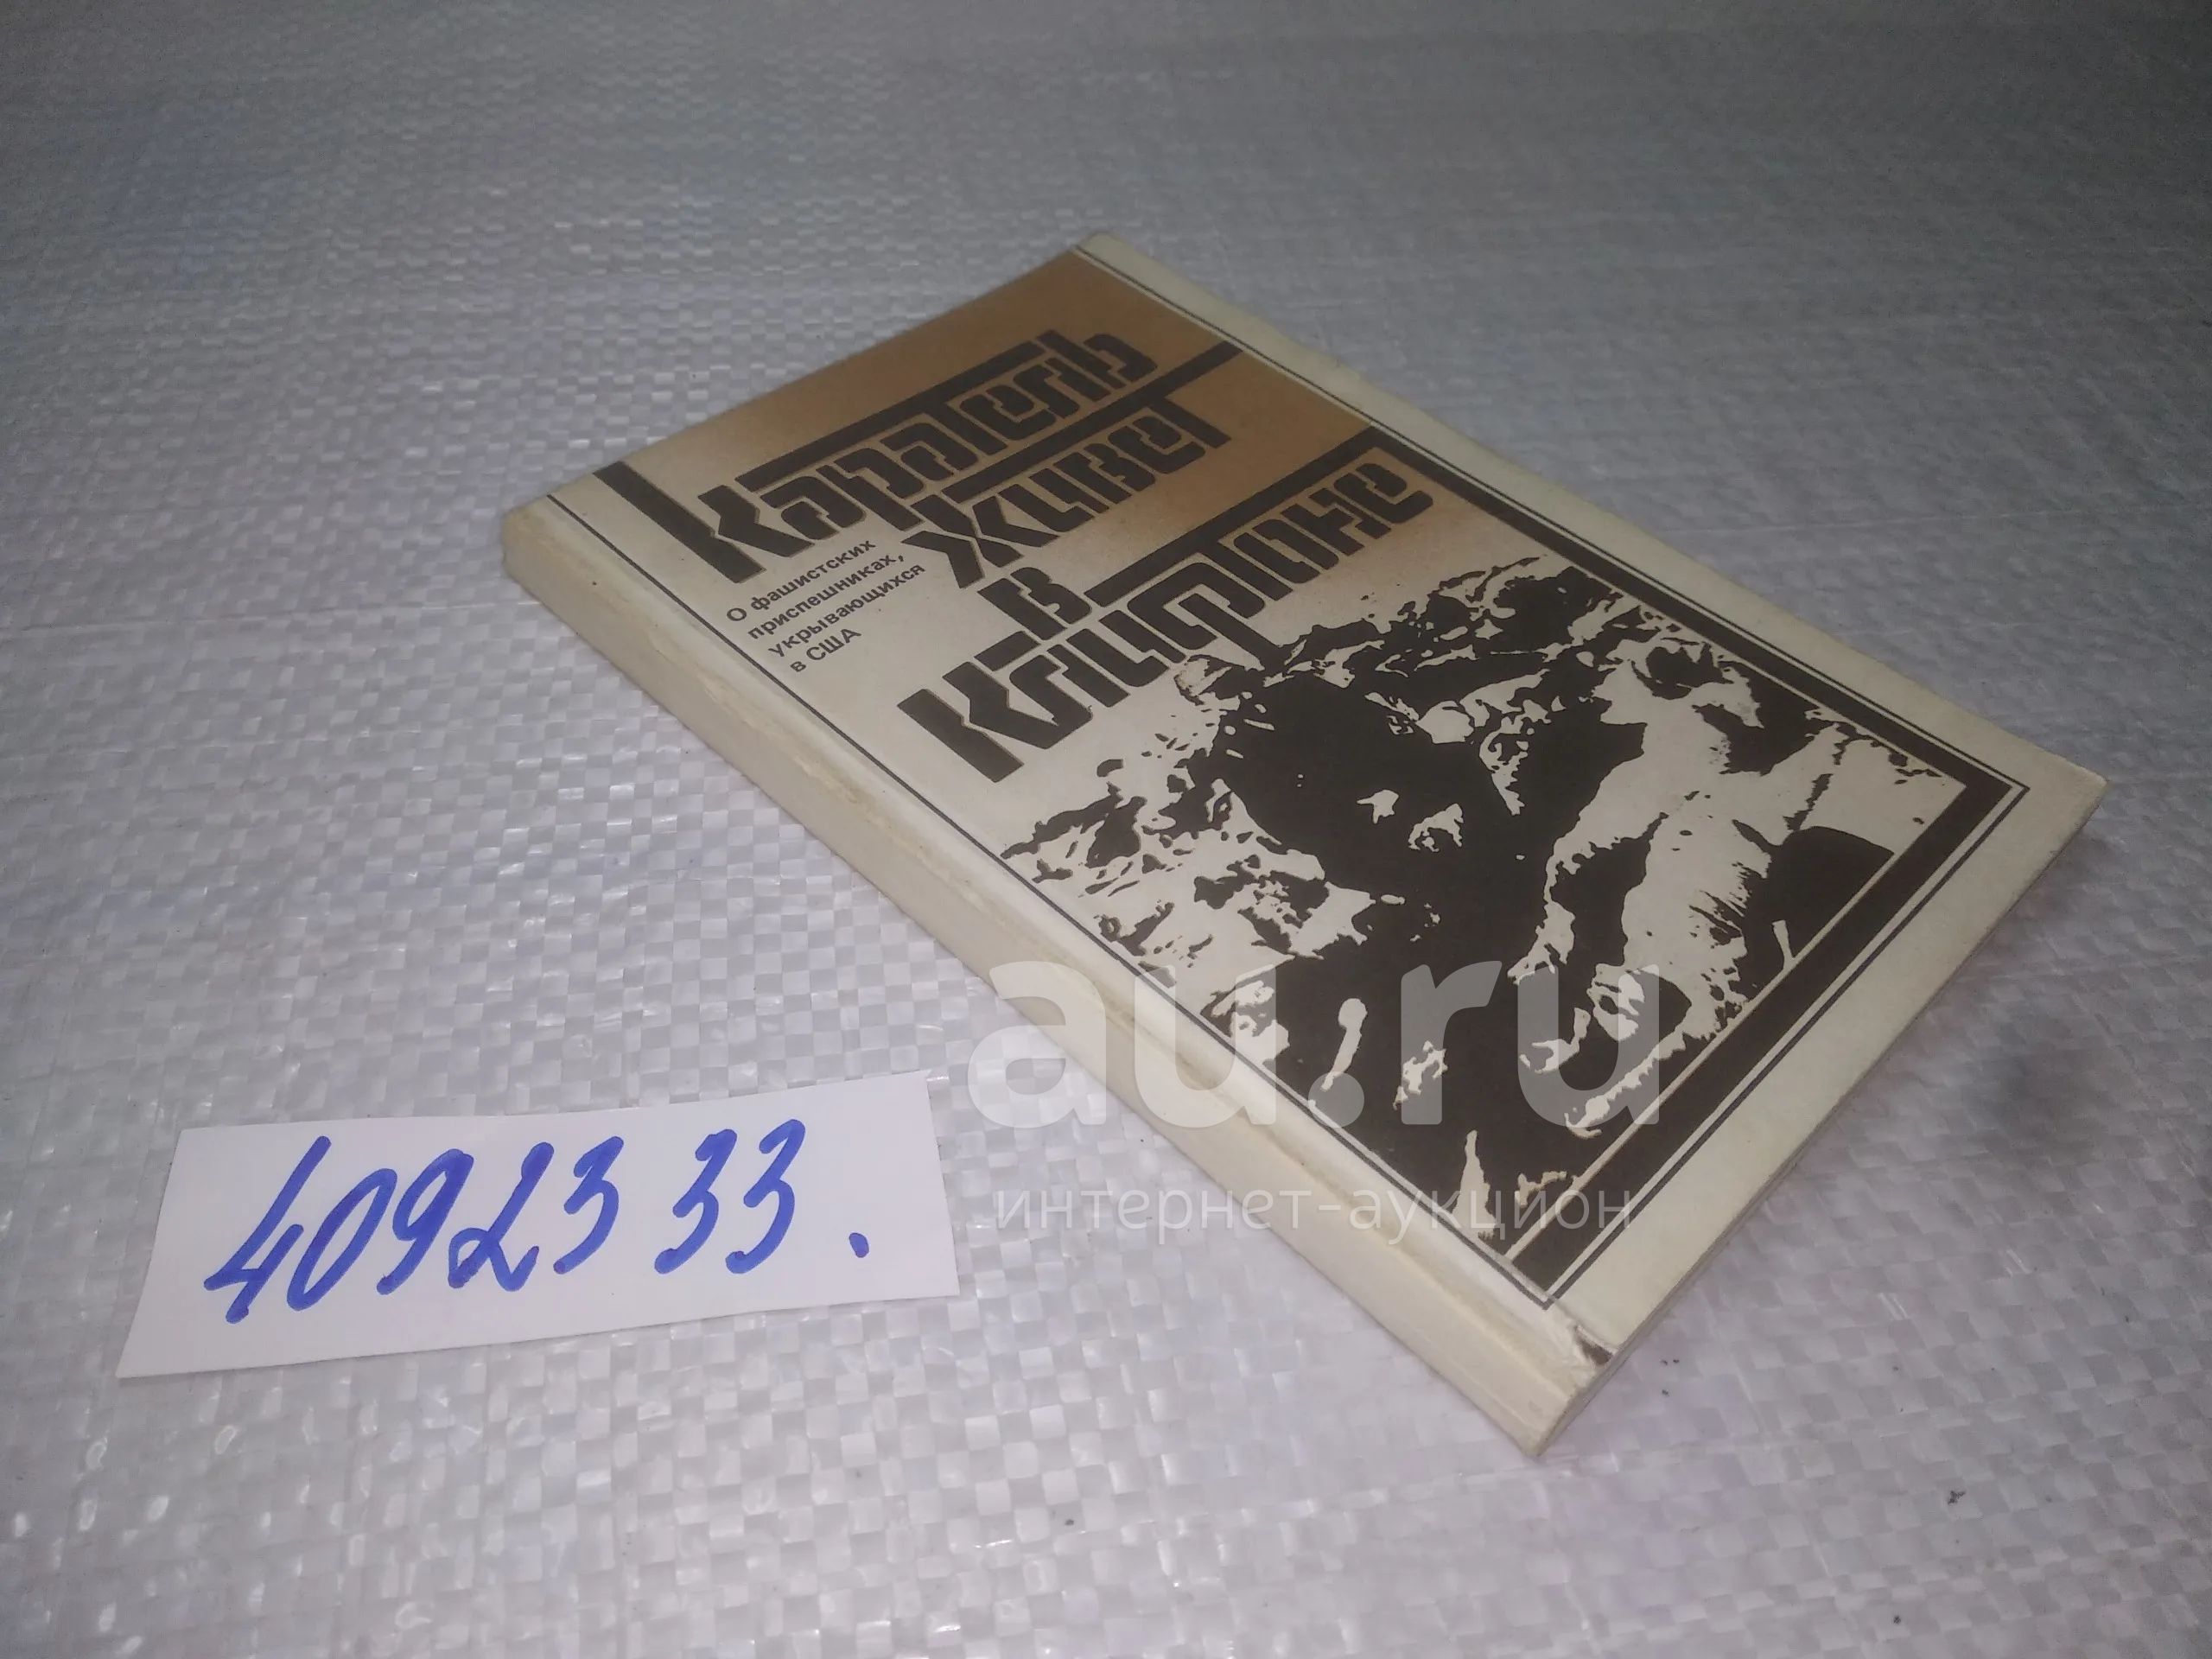 Каратель
живет
в
Клифтоне
О фашистских
приспешниках,
укрывающихся
в США
4092333.
au.ru
интернет-аукцион